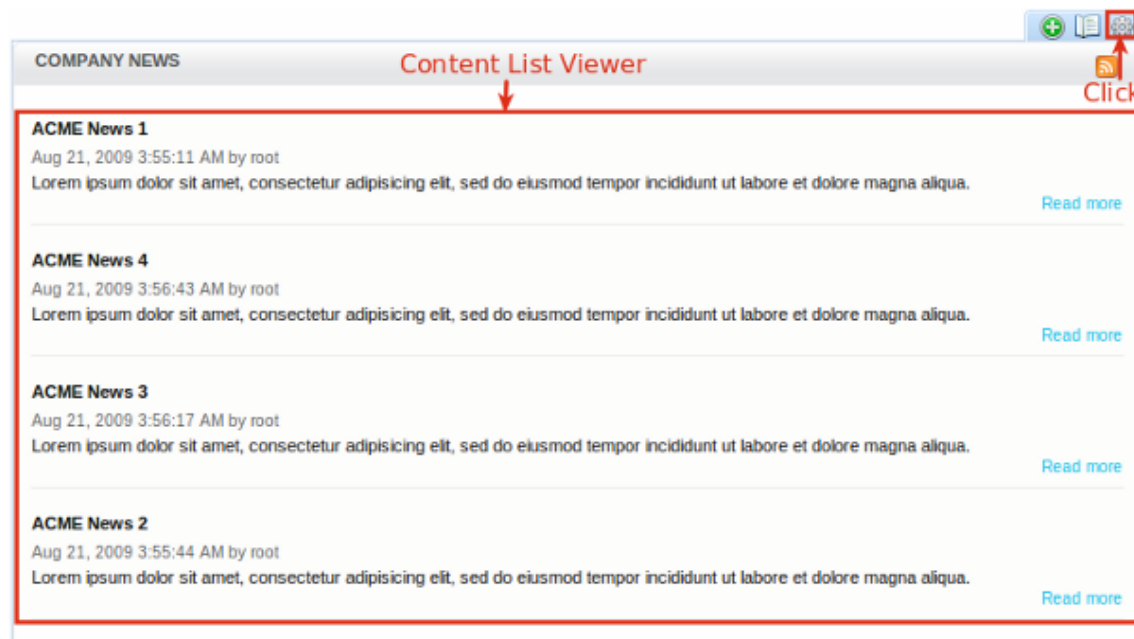 COMPANY NEWS
Content List Viewer
Click
ACME News 1
Aug 21, 2009 3:55:11 AM by root
Lorem ipsum dolor sit amet, consectetur adipisicing elit, sed do eiusmod tempor incididunt ut labore et dolore magna aliqua.
Read more
ACME News 4
Aug 21, 2009 3:56:43 AM by root
Lorem ipsum dolor sit amet, consectetur adipisicing elit, sed do eiusmod tempor incididunt ut labore et dolore magna aliqua.
Read more
ACME News 3
Aug 21, 2009 3:56:17 AM by root
Lorem ipsum dolor sit amet, consectetur adipisicing elit, sed do eiusmod tempor incididunt ut labore et dolore magna aliqua.
Read more
ACME News 2
Aug 21, 2009 3:55:44 AM by root
Lorem ipsum dolor sit amet, consectetur adipisicing elit, sed do eiusmod tempor incididunt ut labore et dolore magna aliqua.
Read more